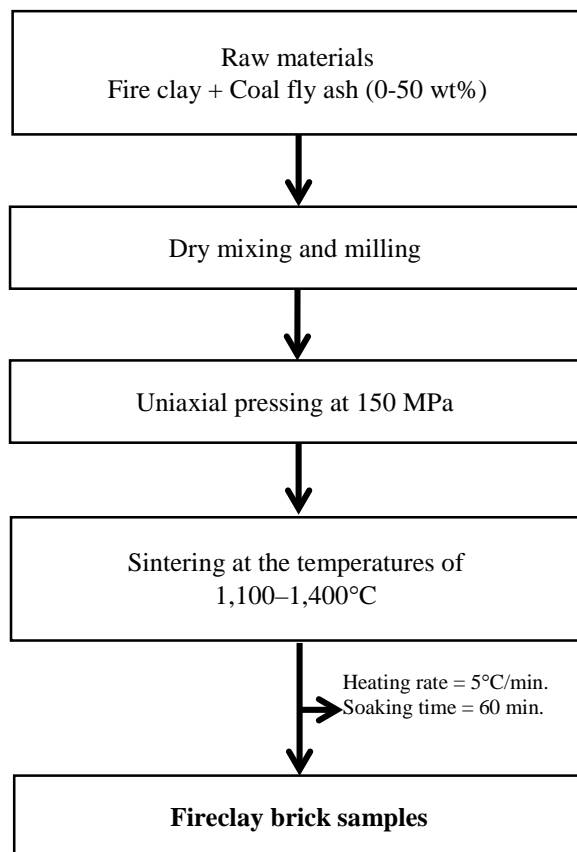 Raw materials
Fire clay + Coal fly ash (0-50 wt%)
Dry mixing and milling
Uniaxial pressing at 150 MPa
Sintering at the temperatures of
1,100–1,400°C
Heating rate = 5°C/min.
Soaking time = 60 min.
Fireclay brick samples